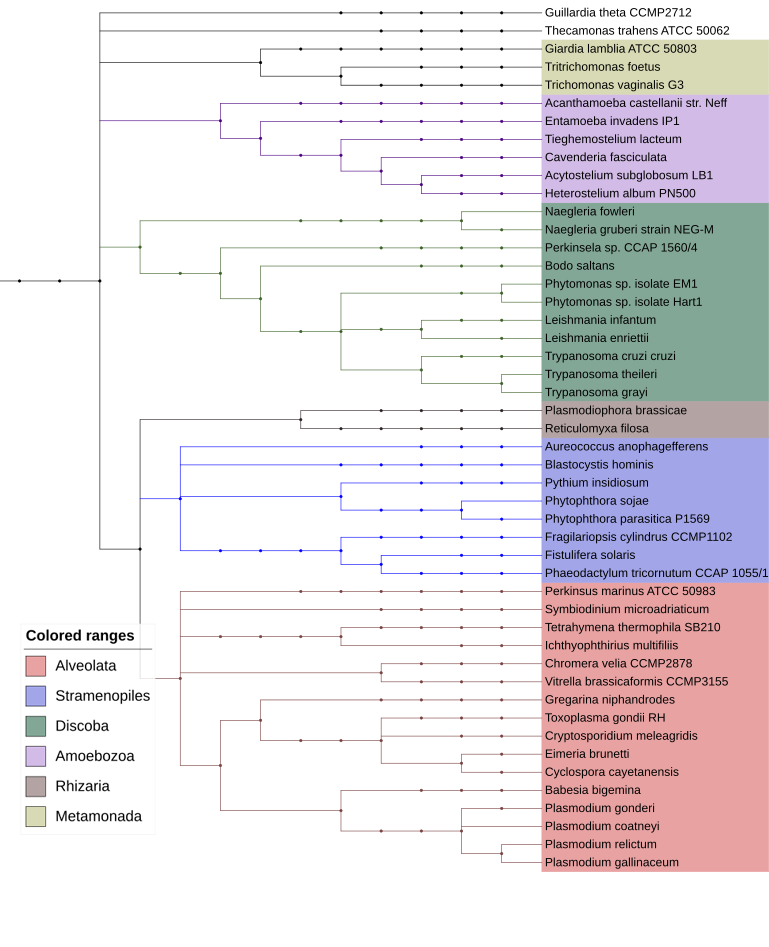 Guillardia theta CCMP2712
Thecamonas trahens ATCC 50062
Giardia lamblia ATCC 50803
Tritrichomonas foetus
Trichomonas vaginalis G3
Acanthamoeba castellanii str. Neff
Entamoeba invadens IP1
Tieghemostelium lacteum
Cavenderia fasciculata
Acytostelium subglobosum LB1
Heterostelium album PN500
Naegleria fowleri
Naegleria gruberi strain NEG-M
Perkinsela sp. CCAP 1560/4
Bodo saltans
Phytomonas sp. isolate EM1
Phytomonas sp. isolate Hart1
Leishmania infantum
Leishmania enriettii
Trypanosoma cruzi cruzi
Trypanosoma theileri
Trypanosoma grayi
Plasmodiophora brassicae
Reticulomyxa filosa
Aureococcus anophagefferens
Blastocystis hominis
Pythium insidiosum
Phytophthora sojae
Phytophthora parasitica P1569
Fragilariopsis cylindrus CCMP1102
Fistulifera solaris
Phaeodactylum tricornutum CCAP 1055/1
Perkinsus marinus ATCC 50983
Symbiodinium microadriaticum
Tetrahymena thermophila SB210
Ichthyophthirius multifiliis
Chromera velia CCMP2878
Vitrella brassicaformis CCMP3155
Gregarina niphandrodes
Toxoplasma gondii RH
Cryptosporidium meleagridis
Eimeria brunetti
Cyclospora cayetanensis
Babesia bigemina
Plasmodium gonderi
Plasmodium coatneyi
Plasmodium relictum
Plasmodium gallinaceum
Colored ranges
Alveolata
Stramenopiles
Discoba
Amoebozoa
Rhizaria
Metamonada